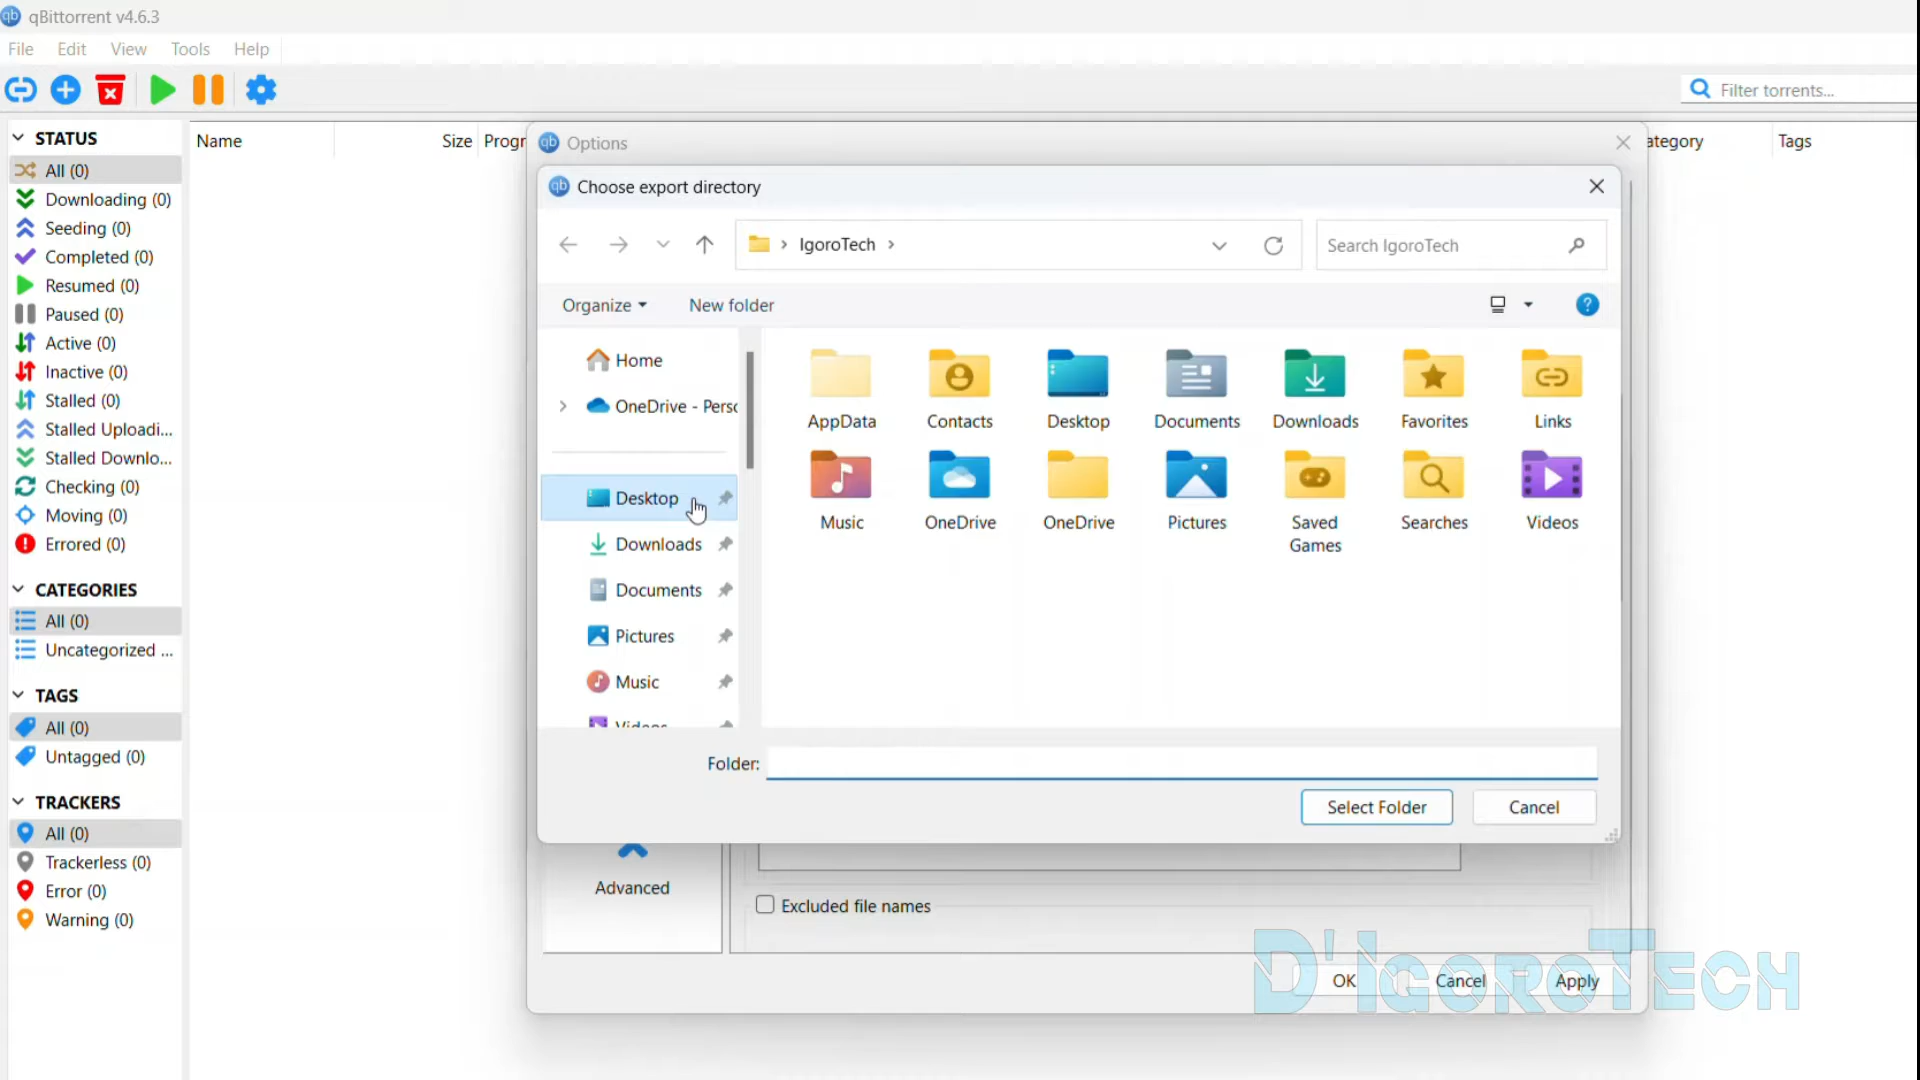 qBittorrent v4.6.3
File Edit View Tools Help
Filter torrents...
STATUS
All (0)
Downloading (0)
Seeding (0)
Completed (0)
Resumed (0)
Paused (0)
Active (0)
Inactive (0)
Stalled (0)
Stalled Uploadi...
Stalled Downlo...
Checking (0)
Moving (0)
Errored (0)
CATEGORIES
All (0)
Uncategorized ...
TAGS
All (0)
Untagged (0)
TRACKERS
All (0)
Trackerless (0)
Error (0)
Warning (0)
Name Size Progr ategory Tags
Options
Choose export directory
IgoroTech
Search IgoroTech
Organize New folder
Home
OneDrive - Perso
Desktop
Downloads
Documents
Pictures
Music
Videos
AppData Contacts Desktop Documents Downloads Favorites Links
Music OneDrive OneDrive Pictures Saved Games Searches Videos
Folder:
Select Folder Cancel
Advanced
Excluded file names
OK Cancel Apply
D'IgoroTech